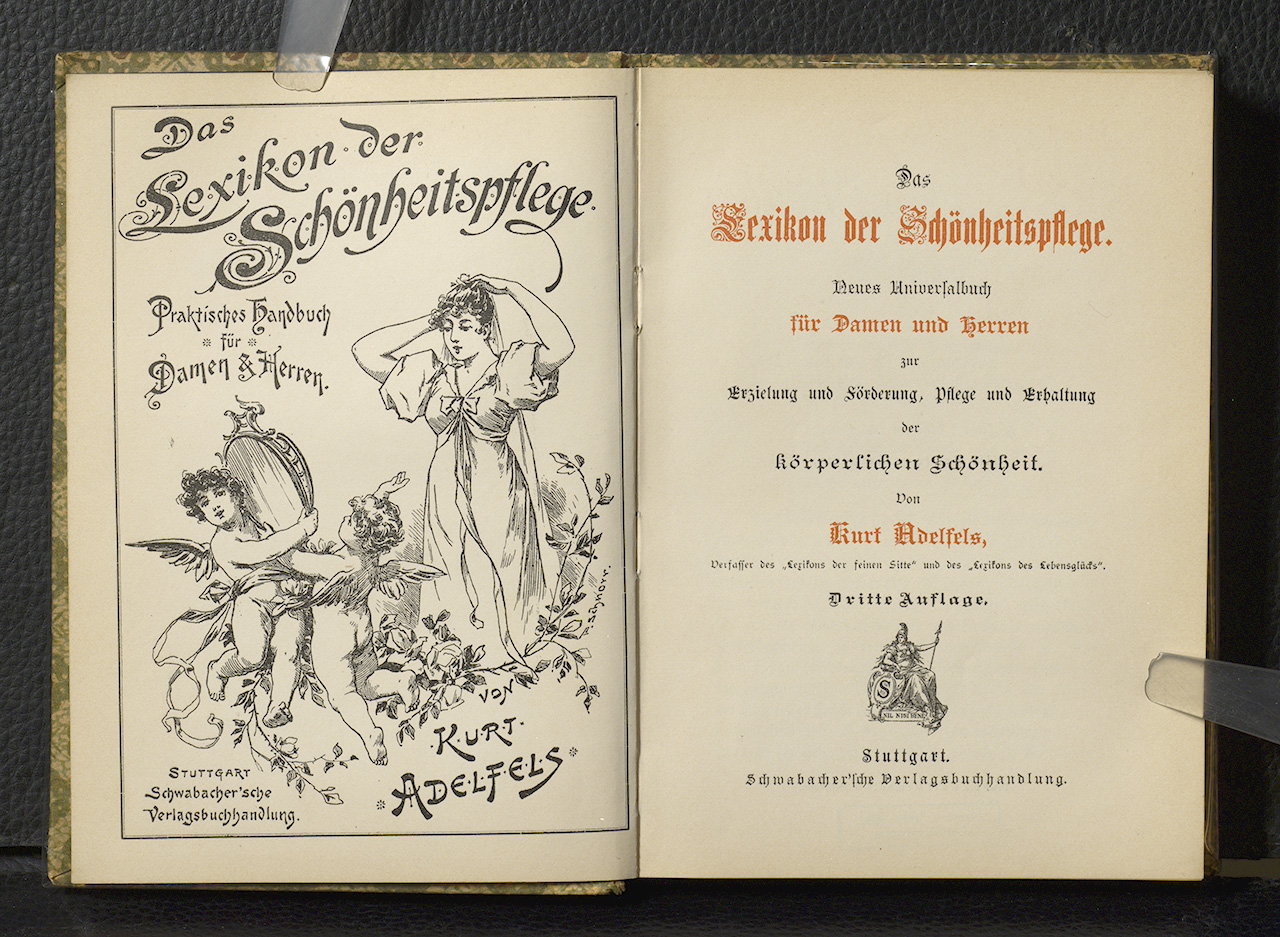 Das
Lexikon der
Schönheitspflege.
Praktisches Handbuch
für
Damen & Herren.
P. Schnorr.
VON
KURT
ADELFELS
STUTTGART
Schwabacher'sche
Verlagsbuchhandlung.
Das
Lexikon der Schönheitspflege.
Neues Universalbuch
für Damen und Herren
zur
Erzielung und Förderung, Pflege und Erhaltung
der
körperlichen Schönheit.
Von
Kurt Adelfels,
Verfasser des „Lexikons der feinen Sitte“ und des „Lexikons des Lebensglücks“.
Dritte Auflage.
S
NIL NISI BENE
Stuttgart.
Schwabacher'sche Verlagsbuchhandlung.